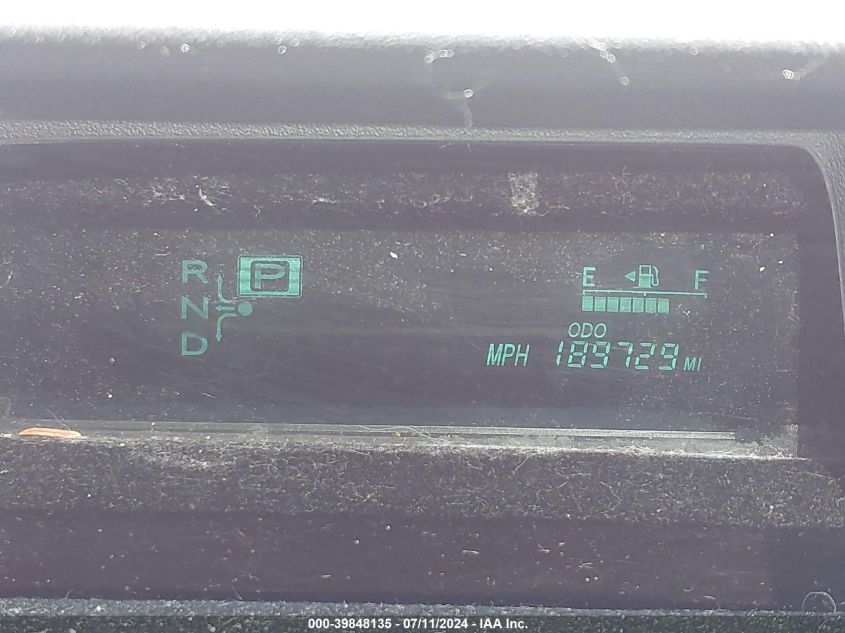 R P
N
D
E F
ODO
MPH 189729 MI
000-39848135 - 07/11/2024 - IAA Inc.